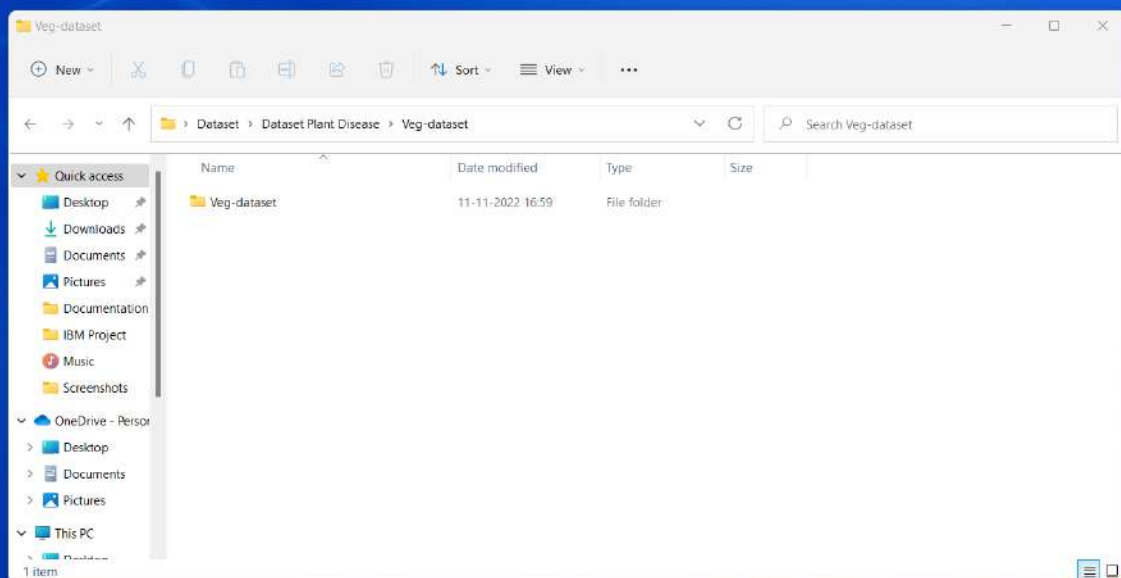 Veg-dataset
New Sort View
Dataset > Dataset Plant Disease > Veg-dataset Search Veg-dataset
Name Date modified Type Size
Veg-dataset 11-11-2022 16:59 File folder
Quick access
Desktop
Downloads
Documents
Pictures
Documentation
IBM Project
Music
Screenshots
OneDrive - Person
Desktop
Documents
Pictures
This PC
1 item